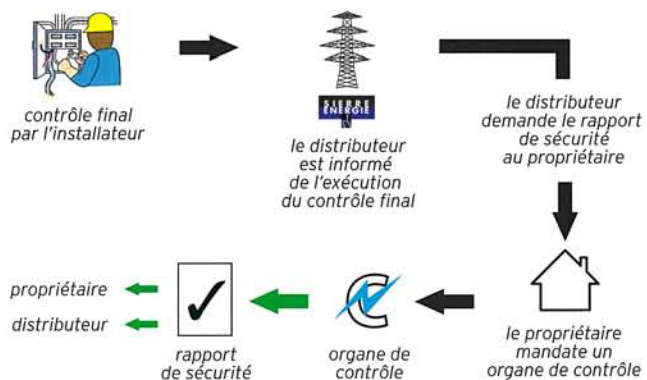 contrôle final
par l'installateur
SIERRE
ENERGIE
le distributeur
est informé
de l'exécution
du contrôle final
le distributeur
demande le rapport
de sécurité
au propriétaire
le propriétaire
mandate un
organe de contrôle
organe de
contrôle
rapport
de sécurité
propriétaire
distributeur